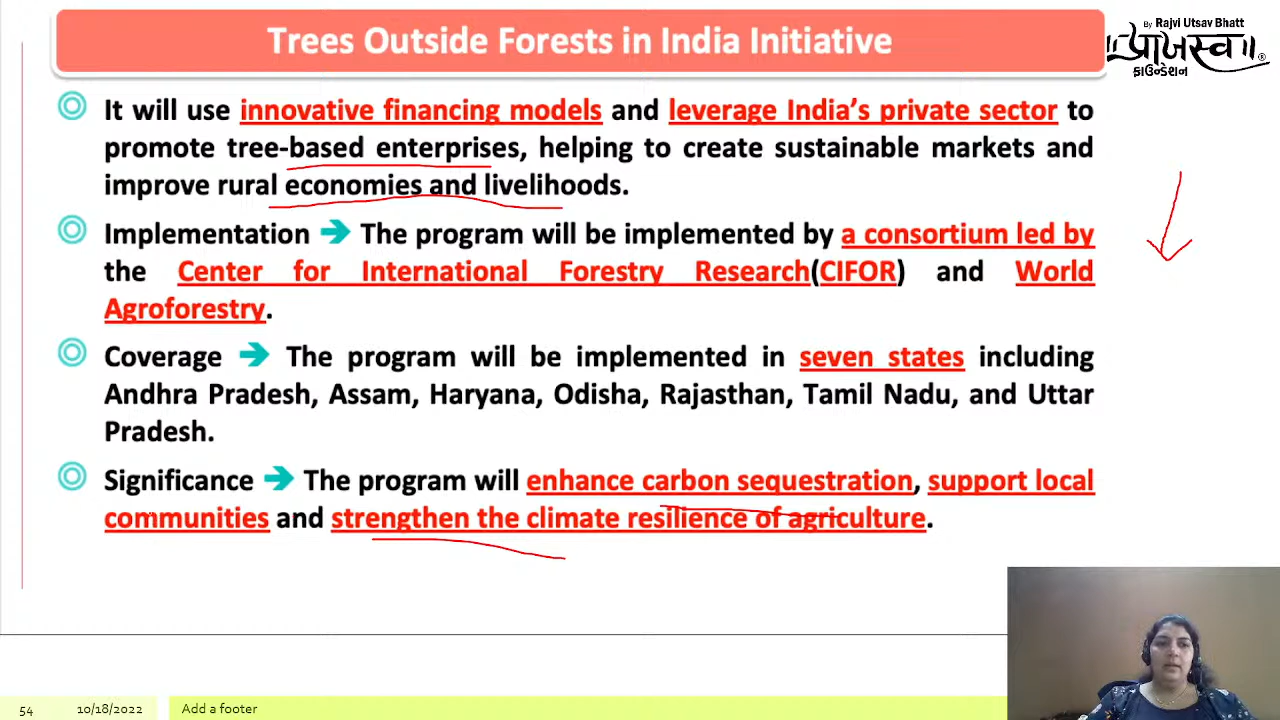 Trees Outside Forests in India Initiative
By Rajvi Utsav Bhatt
॥प्राजस्व॥
ફાઉન્ડેશન
It will use innovative financing models and leverage India’s private sector to
promote tree-based enterprises, helping to create sustainable markets and
improve rural economies and livelihoods.
Implementation ➔ The program will be implemented by a consortium led by
the Center for International Forestry Research(CIFOR) and World
Agroforestry.
Coverage ➔ The program will be implemented in seven states including
Andhra Pradesh, Assam, Haryana, Odisha, Rajasthan, Tamil Nadu, and Uttar
Pradesh.
Significance ➔ The program will enhance carbon sequestration, support local
communities and strengthen the climate resilience of agriculture.
54 10/18/2022 Add a footer